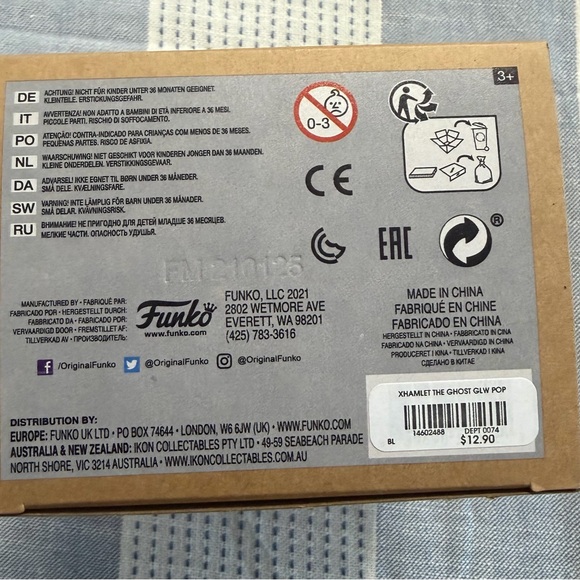 3+
DE ACHTUNG! NICHT FÜR KINDER UNTER 36 MONATEN GEEIGNET.
KLEINTEILE. ERSTICKUNGSGEFAHR.
IT AVVERTENZA! NON ADATTO A BAMBINI DI ETÀ INFERIORE A 36 MESI.
PICCOLE PARTI. RISCHIO DI SOFFOCAMENTO.
PO ATENÇÃO! CONTRA-INDICADO PARA CRIANÇAS COM MENOS DE 36 MESES.
PEQUENAS PARTES. RISCO DE ASFIXIA.
NL WAARSCHUWING! NIET GESCHIKT VOOR KINDEREN JONGER DAN 36 MAANDEN.
KLEINE ONDERDELEN. VERSTIKKINGSGEVAAR.
DA ADVARSEL! IKKE EGNET TIL BØRN UNDER 36 MÅNEDER.
SMÅ DELE. KVÆLNINGSFARE.
SW VARNING! INTE LÄMPLIG FÖR BARN UNDER 36 MÅNADER.
SMÅ DELAR. KVÄVNINGSRISK.
RU ВНИМАНИЕ! НЕ ПРИГОДНО ДЛЯ ДЕТЕЙ МЛАДШЕ 36 МЕСЯЦЕВ.
МЕЛКИЕ ЧАСТИ. ОПАСНОСТЬ УДУШЬЯ.
0-3
CE
EAC
®
FM 210125
MANUFACTURED BY • FABRIQUÉ PAR
FABRICADO POR • HERGESTELLT DURCH:
FABBRICATO DA • FABRICADO POR:
VERVAARDIGD DOOR • FREMSTILLET AF:
TILLVERKAD AV • ПРОИЗВОДИТЕЛЬ:
Funko
www.funko.com
FUNKO, LLC 2021
2802 WETMORE AVE
EVERETT, WA 98201
(425) 783-3616
/OriginalFunko @OriginalFunko @OriginalFunko
MADE IN CHINA
FABRIQUÉ EN CHINE
FABRICADO EN CHINA
HERGESTELLT IN CHINA • FABBRICATO IN CINA
FABRICADO NA CHINA • VERVAARDIGD IN CHINA
PRODUCERET I KINA • TILLVERKAD I KINA
СДЕЛАНО В КИТАЕ
XHAMLET THE GHOST GLW POP
BL 14602488 DEPT 0074
$12.90
DISTRIBUTION BY:
EUROPE: FUNKO UK LTD • PO BOX 74644 • LONDON, W6 6JW (UK) • WWW.FUNKO.COM
AUSTRALIA & NEW ZEALAND: IKON COLLECTABLES PTY LTD • 49-59 SEABEACH PARADE
NORTH SHORE, VIC 3214 AUSTRALIA • WWW.IKONCOLLECTABLES.COM.AU